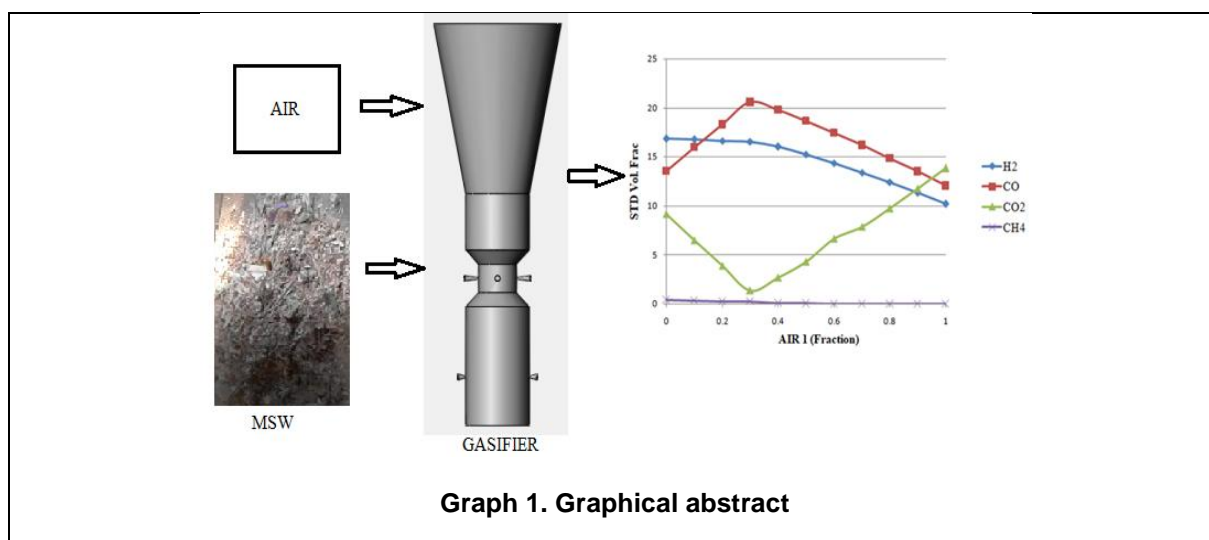 AIR
MSW
GASIFIER
STD Vol. Frac
25
20
15
10
5
0
0
0.2
0.4
0.6
0.8
1
AIR 1 (Fraction)
H2
CO
CO2
CH4
Graph 1. Graphical abstract